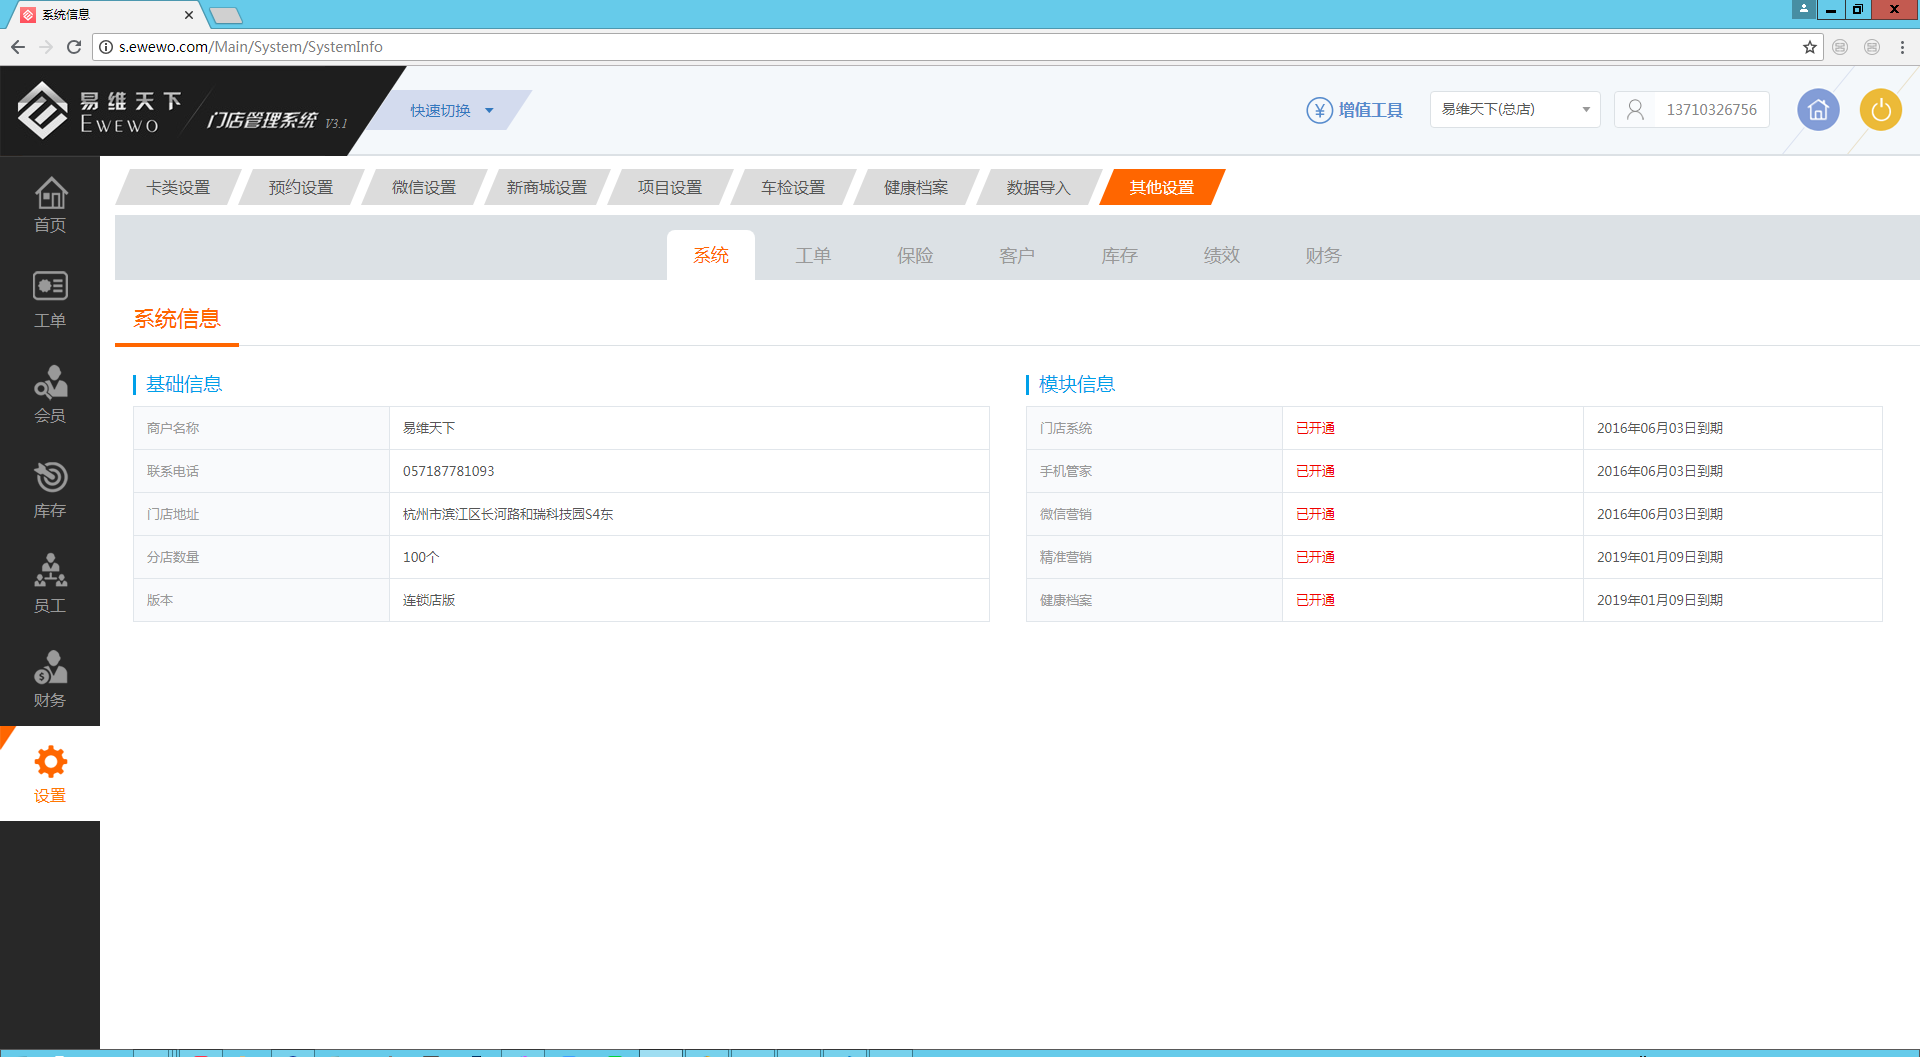 系统信息
s.ewewo.com/Main/System/SystemInfo
易维天下
EWEWO
门店管理系统 V3.1
快速切换
增值工具
易维天下(总店)
13710326756
首页
工单
会员
库存
员工
财务
设置
卡类设置 预约设置 微信设置 新商城设置 项目设置 车检设置 健康档案 数据导入 其他设置
系统 工单 保险 客户 库存 绩效 财务
系统信息
基础信息
商户名称 易维天下
联系电话 057187781093
门店地址 杭州市滨江区长河路和瑞科技园S4东
分店数量 100个
版本 连锁店版
模块信息
门店系统 已开通 2016年06月03日到期
手机管家 已开通 2016年06月03日到期
微信营销 已开通 2016年06月03日到期
精准营销 已开通 2019年01月09日到期
健康档案 已开通 2019年01月09日到期